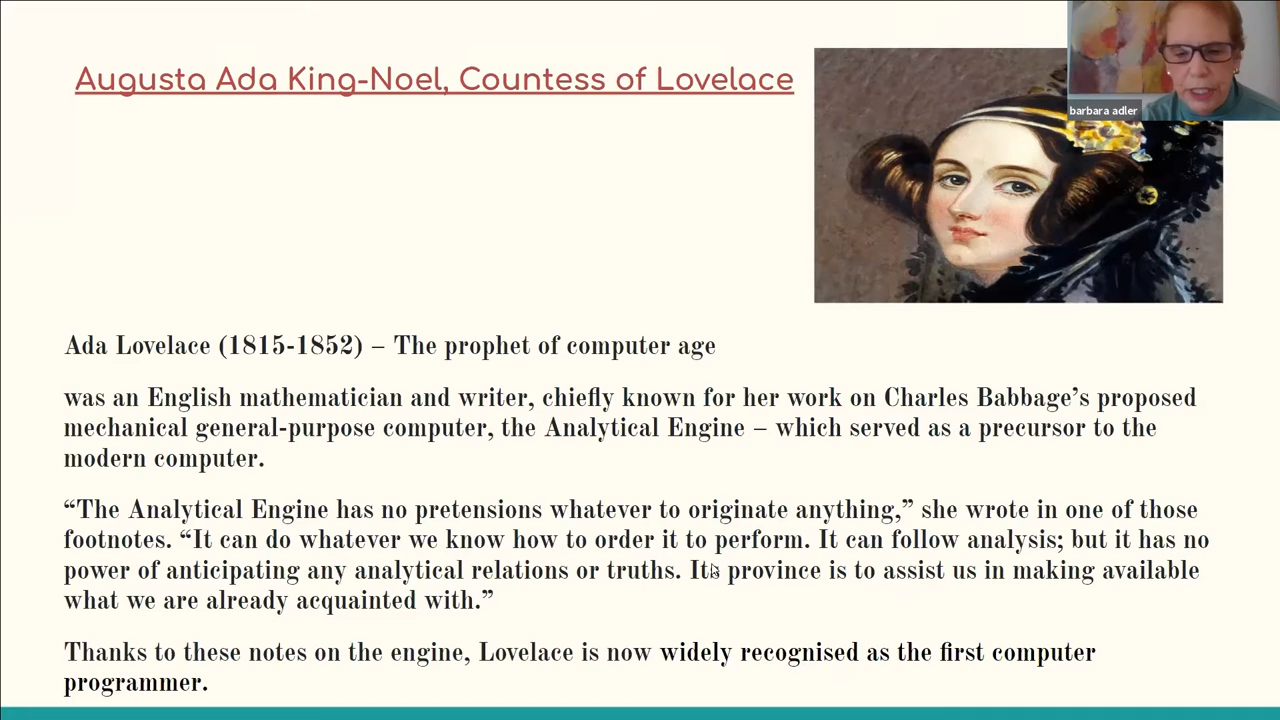 Augusta Ada King-Noel, Countess of Lovelace
barbara adler
Ada Lovelace (1815-1852) – The prophet of computer age
was an English mathematician and writer, chiefly known for her work on Charles Babbage’s proposed
mechanical general-purpose computer, the Analytical Engine – which served as a precursor to the
modern computer.
“The Analytical Engine has no pretensions whatever to originate anything,” she wrote in one of those
footnotes. “It can do whatever we know how to order it to perform. It can follow analysis; but it has no
power of anticipating any analytical relations or truths. Its province is to assist us in making available
what we are already acquainted with.”
Thanks to these notes on the engine, Lovelace is now widely recognised as the first computer
programmer.